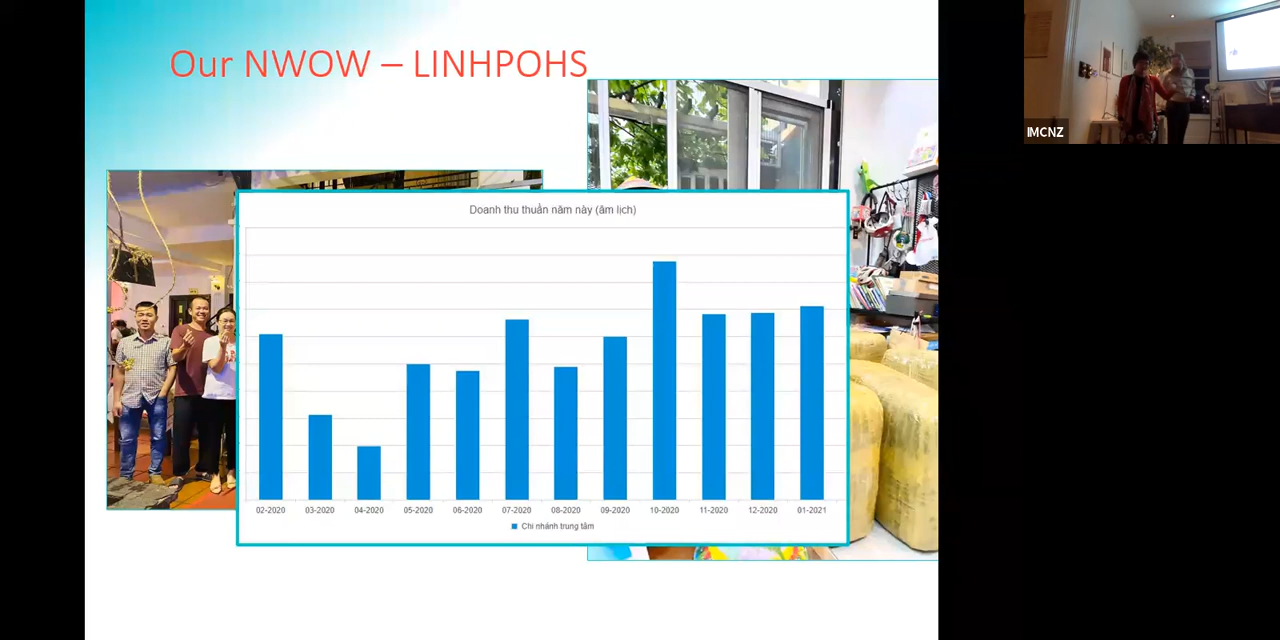 Our NWOW – LINHPOHS
IMCNZ
Doanh thu thuần năm này (âm lịch)
02-2020 03-2020 04-2020 05-2020 06-2020 07-2020 08-2020 09-2020 10-2020 11-2020 12-2020 01-2021
Chi nhánh trung tâm